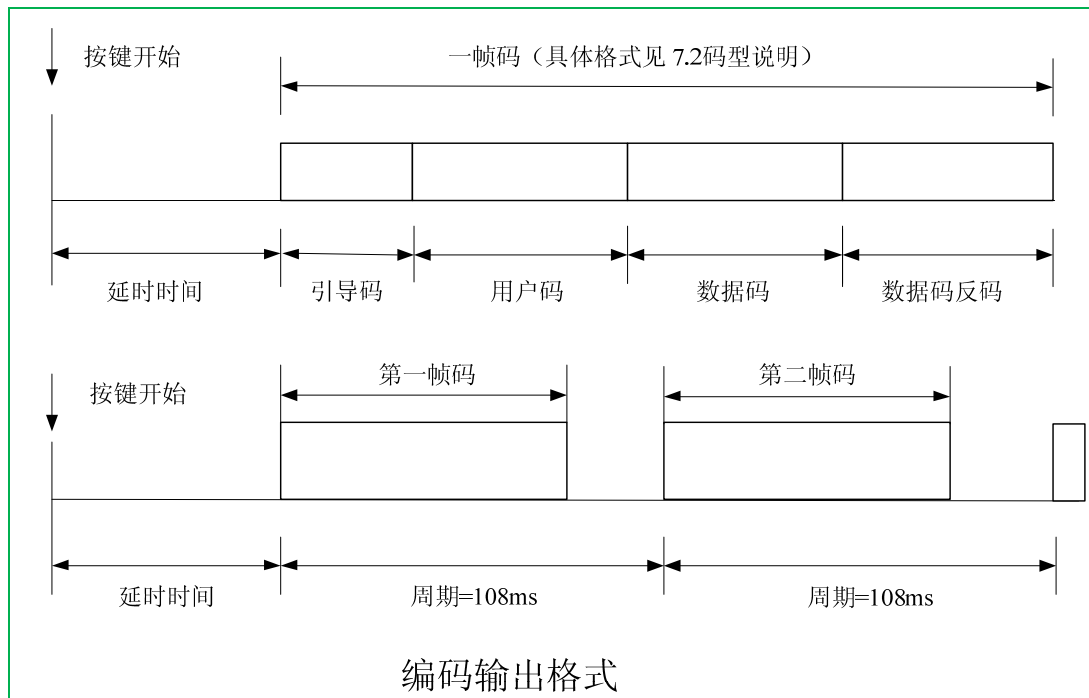 按键开始
一帧码（具体格式见 7.2码型说明）
延时时间
引导码
用户码
数据码
数据码反码
按键开始
第一帧码
第二帧码
延时时间
周期=108ms
周期=108ms
编码输出格式